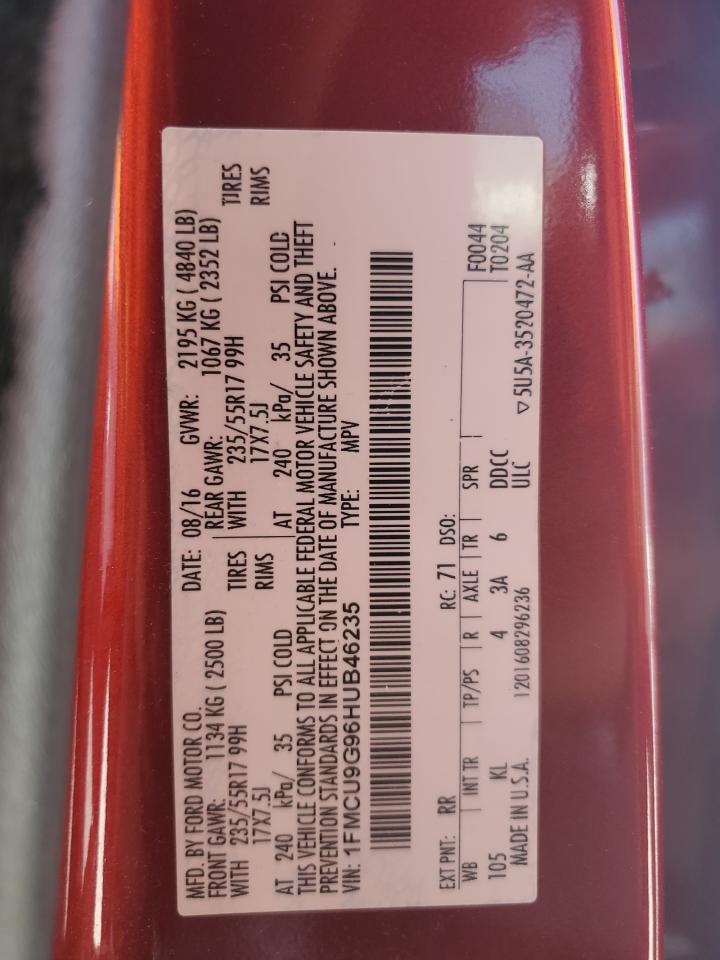 MFD. BY FORD MOTOR CO.
DATE: 08/16 GVWR: 2195 KG ( 4840 LB)
FRONT GAWR: 1134 KG ( 2500 LB) REAR GAWR: 1067 KG ( 2352 LB)
WITH 235/55R17 99H TIRES WITH 235/55R17 99H TIRES
17X7.5J RIMS 17X7.5J RIMS
AT 240 kPa/ 35 PSI COLD AT 240 kPa/ 35 PSI COLD
THIS VEHICLE CONFORMS TO ALL APPLICABLE FEDERAL MOTOR VEHICLE SAFETY AND THEFT
PREVENTION STANDARDS IN EFFECT ON THE DATE OF MANUFACTURE SHOWN ABOVE.
VIN: 1FMCU9G96HUB46235 TYPE: MPV
EXT PNT: RR RC: 71 DSO: F0044
WB INT TR TP/PS R AXLE TR SPR T0204
105 KL 4 3A 6 DDCC
MADE IN U.S.A. 1201608296236 ULC ▽5U5A-3520472-AA